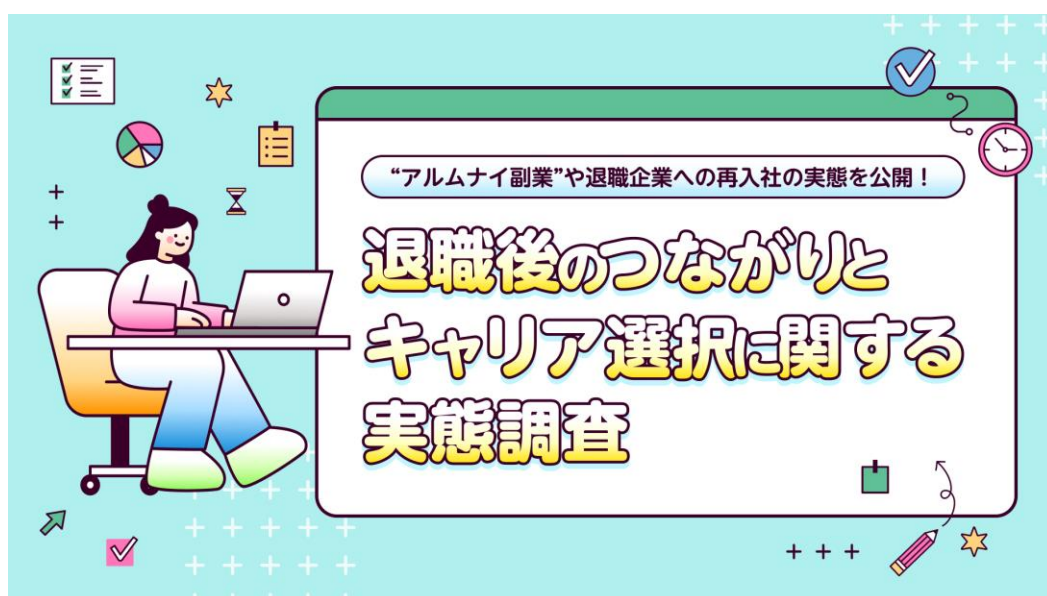 “アルムナイ副業”や退職企業への再入社の実態を公開！
退職後のつながりと
キャリア選択に関する
実態調査